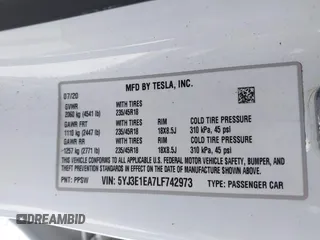 MFD BY TESLA, INC.
07/20
GVWR WITH TIRES
2060 kg (4541 lb) 235/45R18
GAWR FRT WITH TIRES RIM COLD TIRE PRESSURE
1110 kg (2447 lb) 235/45R18 18X8.5J 310 kPa, 45 psi
GAWR RR WITH TIRES RIM COLD TIRE PRESSURE
1257 kg (2771 lb) 235/45R18 18X8.5J 310 kPa, 45 psi
THIS VEHICLE CONFORMS TO ALL APPLICABLE FEDERAL MOTOR VEHICLE SAFETY, BUMPER, AND
THEFT PREVENTION STANDARDS IN EFFECT ON THE DATE OF MANUFACTURE SHOWN ABOVE.
PNT: PPSW VIN: 5YJ3E1EA7LF742973 TYPE: PASSENGER CAR
DREAMBID